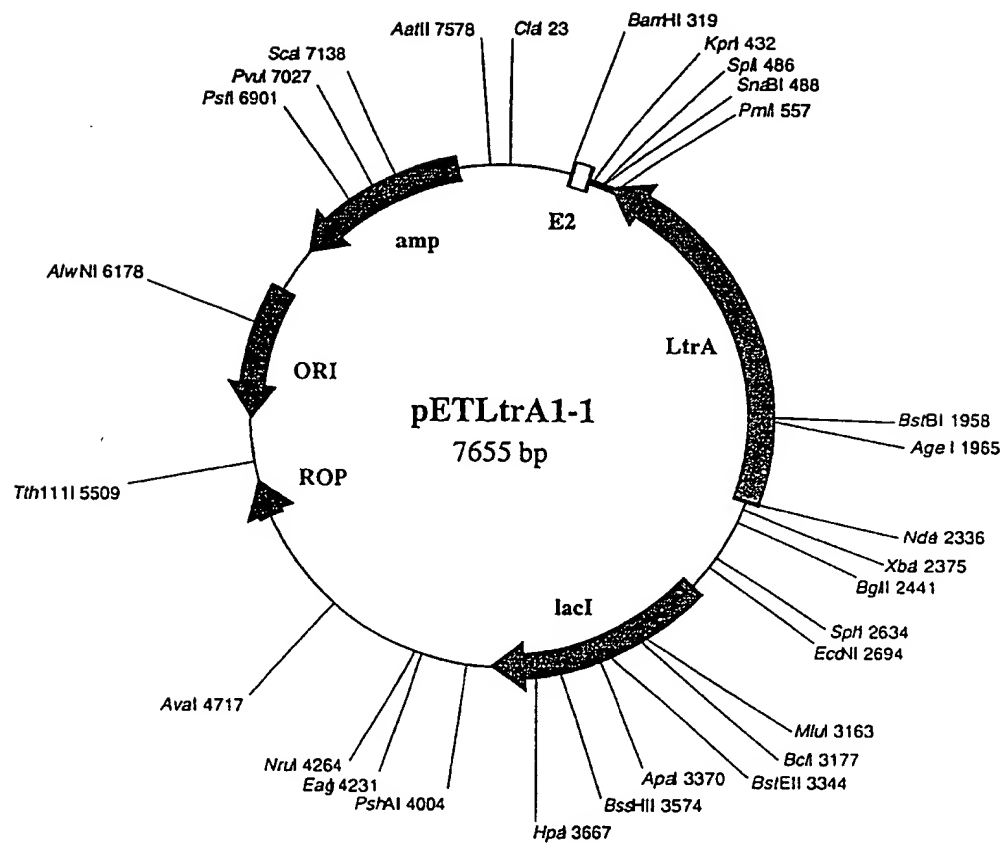 AatII 7578
ClaI 23
BamHI 319
KpnI 432
SplI 486
SnaBI 488
PmlI 557
ScaI 7138
PvuI 7027
PstI 6901
E2
amp
AlwNI 6178
LtrA
ORI
pETLtrA1-1
7655 bp
BstBI 1958
AgeI 1965
ROP
Tth111I 5509
NdeI 2336
XbaI 2375
BglII 2441
lacI
SphI 2634
EcoNI 2694
AvaI 4717
MluI 3163
BclI 3177
BstEII 3344
NruI 4264
EagI 4231
PshAI 4004
ApaI 3370
BssHII 3574
HpaI 3667